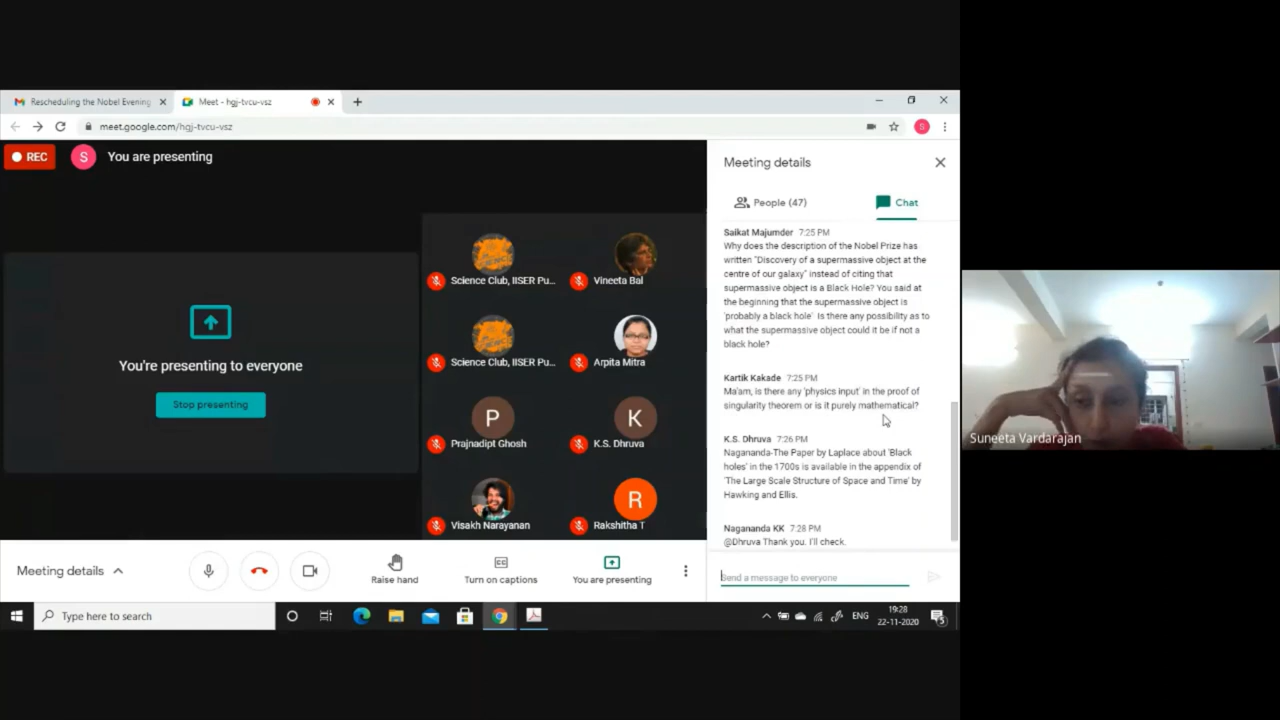 Rescheduling the Nobel Evening
Meet - hgj-tvcu-vsz
meet.google.com/hgj-tvcu-vsz
S
REC
S
You are presenting
You're presenting to everyone
Stop presenting
Science Club, IISER Pu...
Vineeta Bal
Science Club, IISER Pu...
Arpita Mitra
P
K
Prajnadipt Ghosh
K.S. Dhruva
R
Visakh Narayanan
Rakshitha T
Meeting details
People (47)
Chat
Saikat Majumder 7:25 PM
Why does the description of the Nobel Prize has
written "Discovery of a supermassive object at the
centre of our galaxy" instead of citing that
supermassive object is a Black Hole? You said at
the beginning that the supermassive object is
'probably a black hole' Is there any possibility as to
what the supermassive object could it be if not a
black hole?
Kartik Kakade 7:25 PM
Ma'am, is there any 'physics input' in the proof of
singularity theorem or is it purely mathematical?
K.S. Dhruva 7:26 PM
Nagananda-The Paper by Laplace about 'Black
holes' in the 1700s is available in the appendix of
'The Large Scale Structure of Space and Time' by
Hawking and Ellis.
Nagananda KK 7:28 PM
@Dhruva Thank you. I'll check.
Send a message to everyone
Meeting details
Raise hand
Turn on captions
You are presenting
Type here to search
ENG
19:28
22-11-2020
5
Suneeta Vardarajan